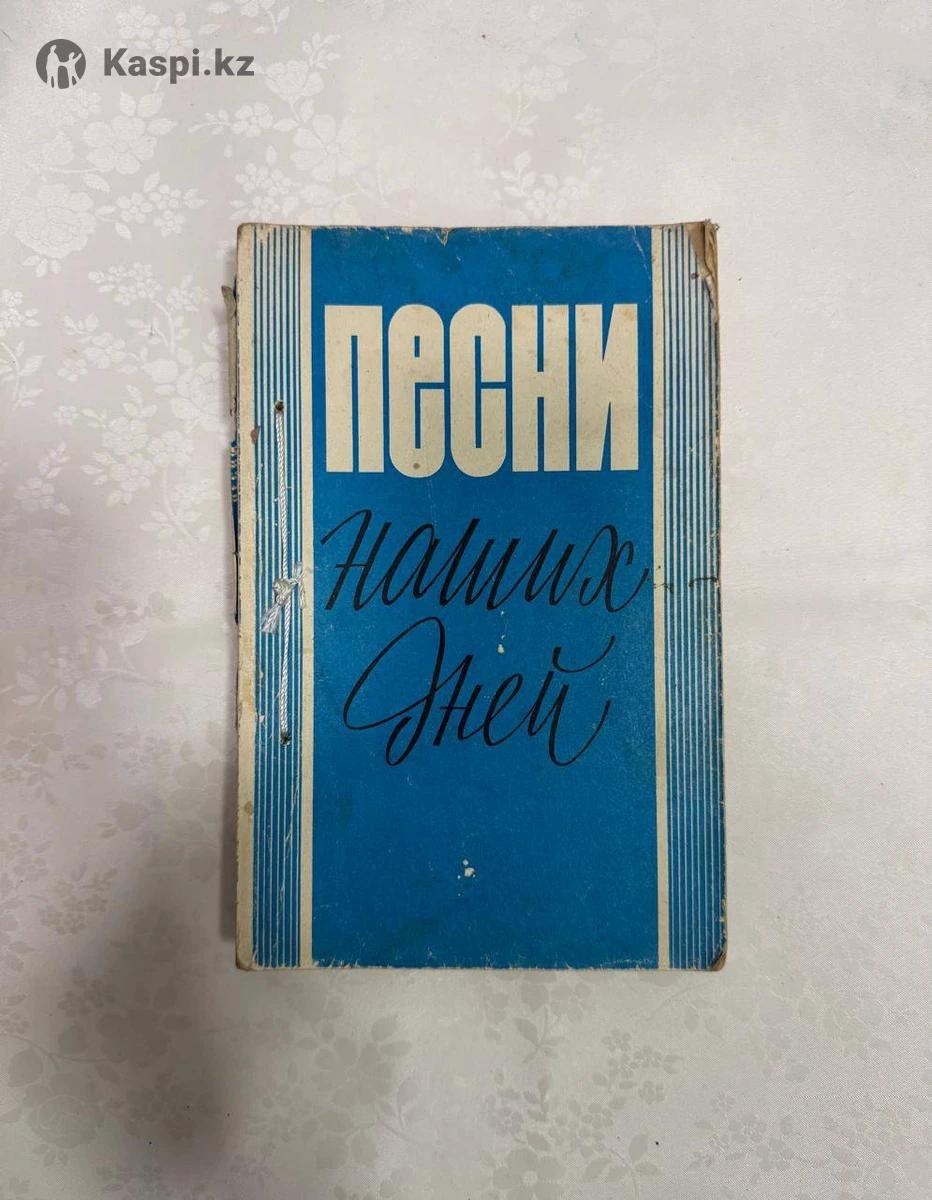 Kaspi.kz
песни
наших
дней